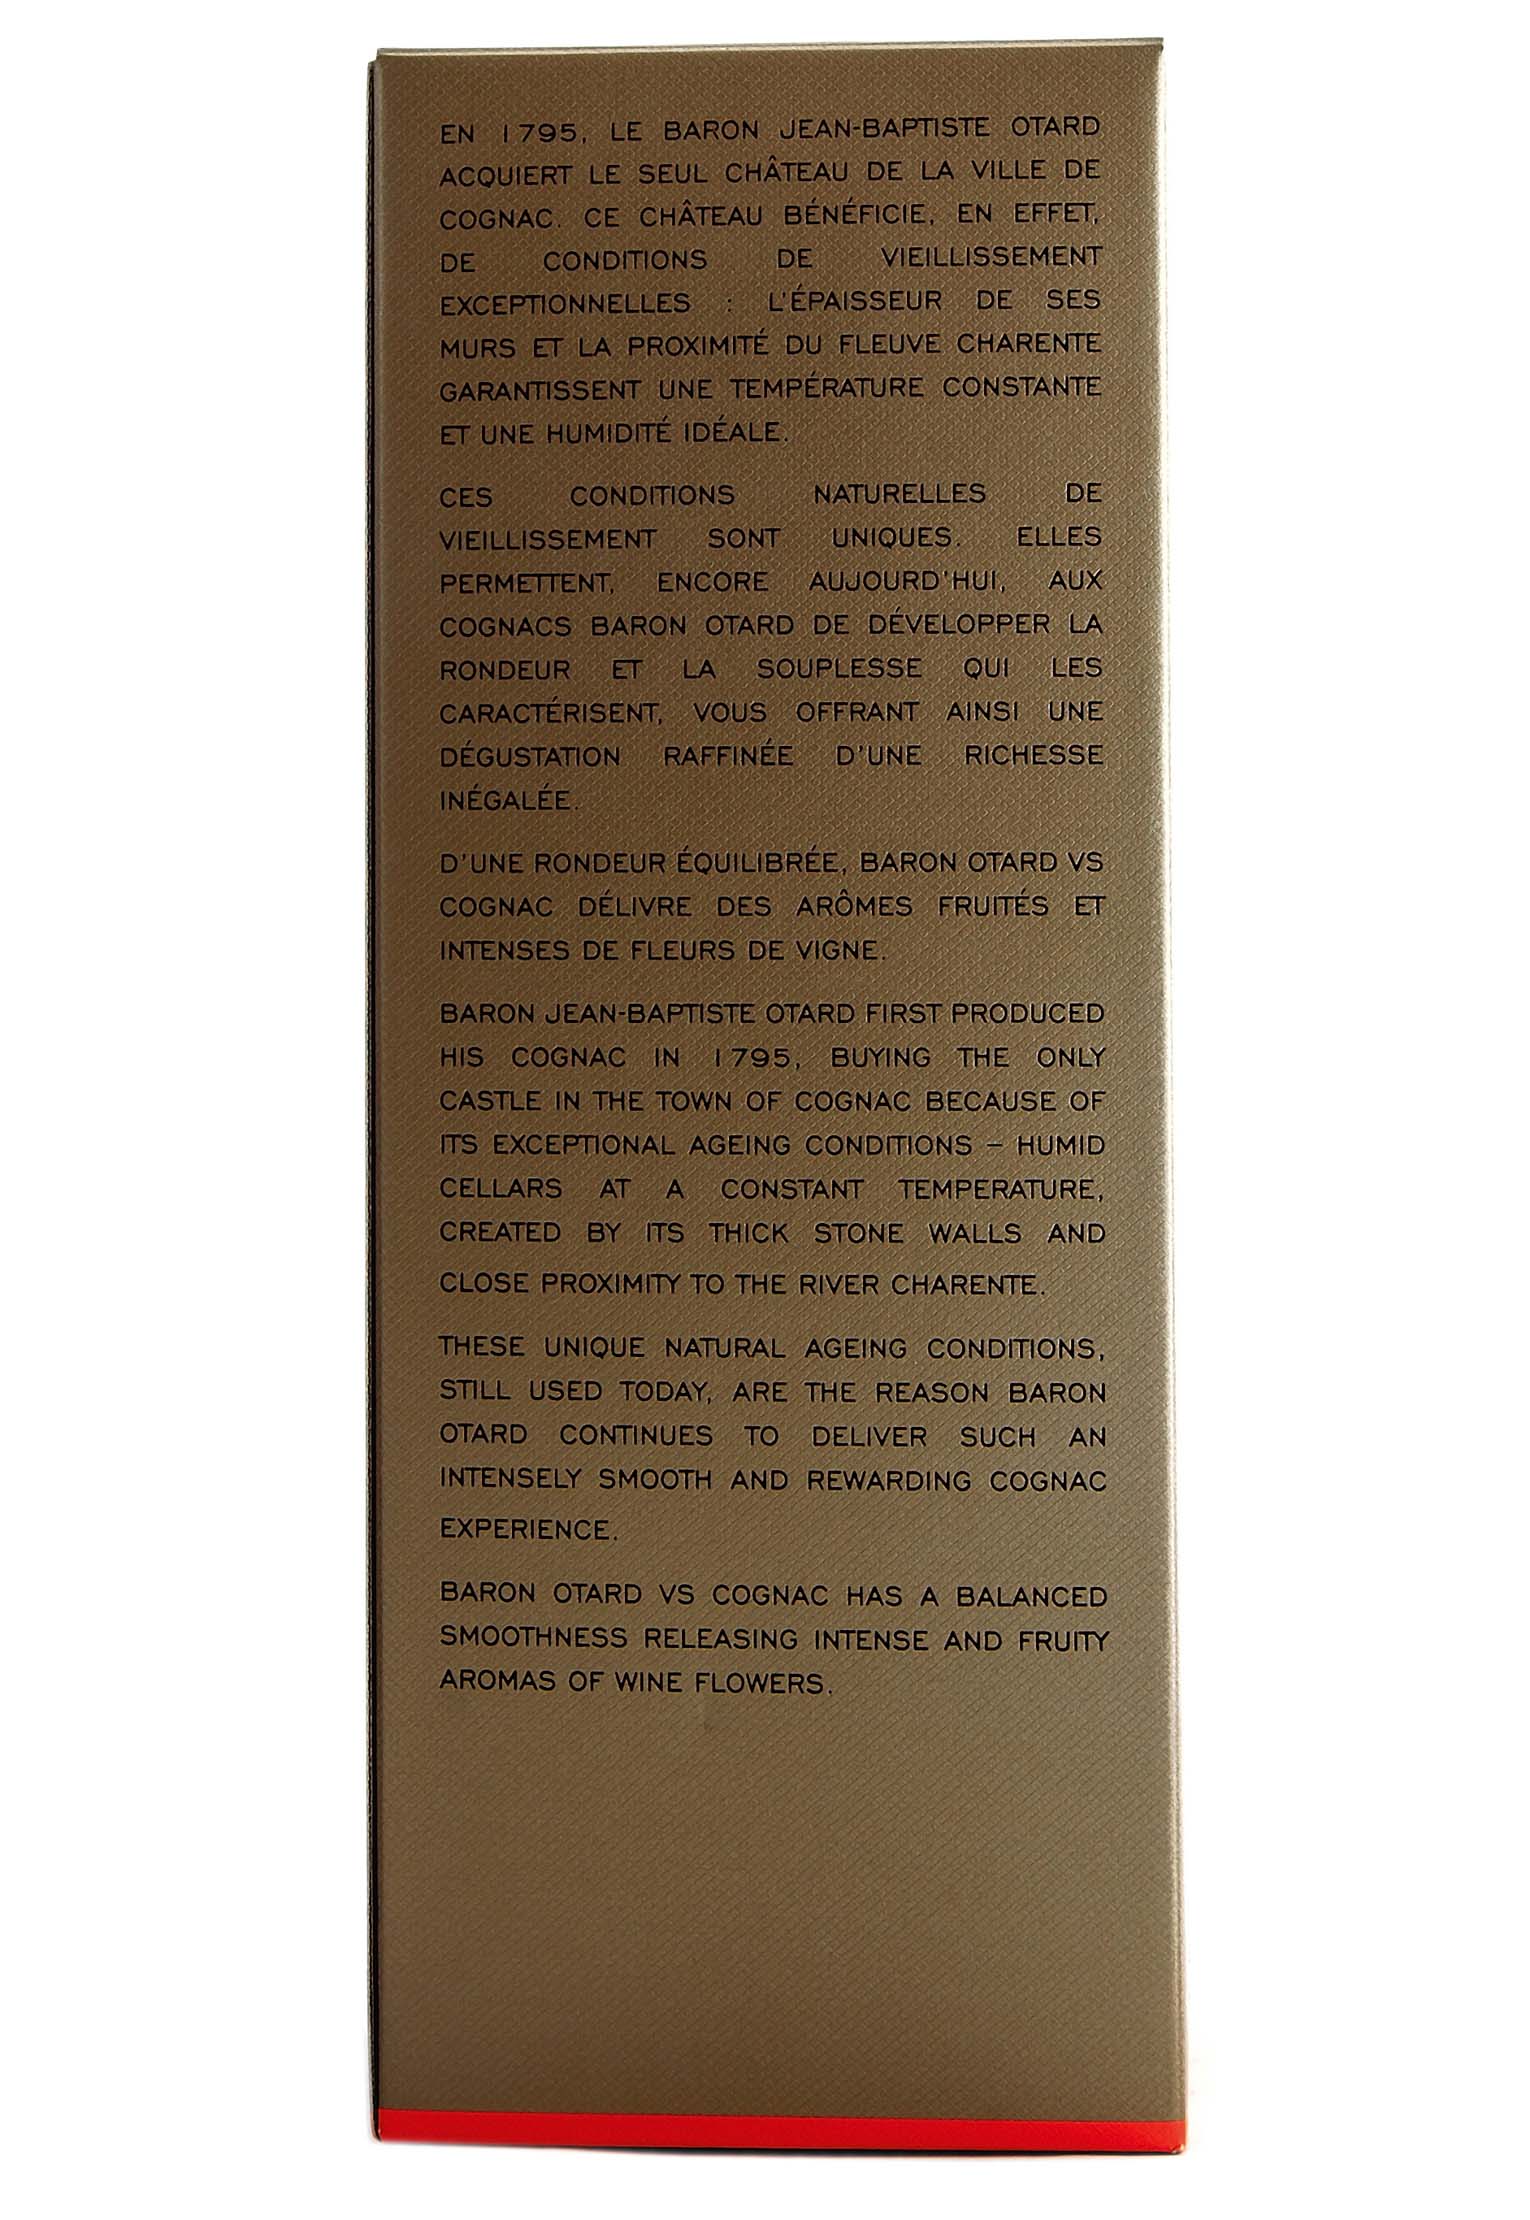 EN 1795, LE BARON JEAN-BAPTISTE OTARD
ACQUIERT LE SEUL CHÂTEAU DE LA VILLE DE
COGNAC. CE CHÂTEAU BÉNÉFICIE, EN EFFET,
DE CONDITIONS DE VIEILLISSEMENT
EXCEPTIONNELLES : L'ÉPAISSEUR DE SES
MURS ET LA PROXIMITÉ DU FLEUVE CHARENTE
GARANTISSENT UNE TEMPÉRATURE CONSTANTE
ET UNE HUMIDITÉ IDÉALE.
CES CONDITIONS NATURELLES DE
VIEILLISSEMENT SONT UNIQUES. ELLES
PERMETTENT, ENCORE AUJOURD'HUI, AUX
COGNACS BARON OTARD DE DÉVELOPPER LA
RONDEUR ET LA SOUPLESSE QUI LES
CARACTÉRISENT, VOUS OFFRANT AINSI UNE
DÉGUSTATION RAFFINÉE D'UNE RICHESSE
INÉGALÉE.
D'UNE RONDEUR ÉQUILIBRÉE, BARON OTARD VS
COGNAC DÉLIVRE DES ARÔMES FRUITÉS ET
INTENSES DE FLEURS DE VIGNE.
BARON JEAN-BAPTISTE OTARD FIRST PRODUCED
HIS COGNAC IN 1795, BUYING THE ONLY
CASTLE IN THE TOWN OF COGNAC BECAUSE OF
ITS EXCEPTIONAL AGEING CONDITIONS – HUMID
CELLARS AT A CONSTANT TEMPERATURE,
CREATED BY ITS THICK STONE WALLS AND
CLOSE PROXIMITY TO THE RIVER CHARENTE.
THESE UNIQUE NATURAL AGEING CONDITIONS,
STILL USED TODAY, ARE THE REASON BARON
OTARD CONTINUES TO DELIVER SUCH AN
INTENSELY SMOOTH AND REWARDING COGNAC
EXPERIENCE.
BARON OTARD VS COGNAC HAS A BALANCED
SMOOTHNESS RELEASING INTENSE AND FRUITY
AROMAS OF WINE FLOWERS.